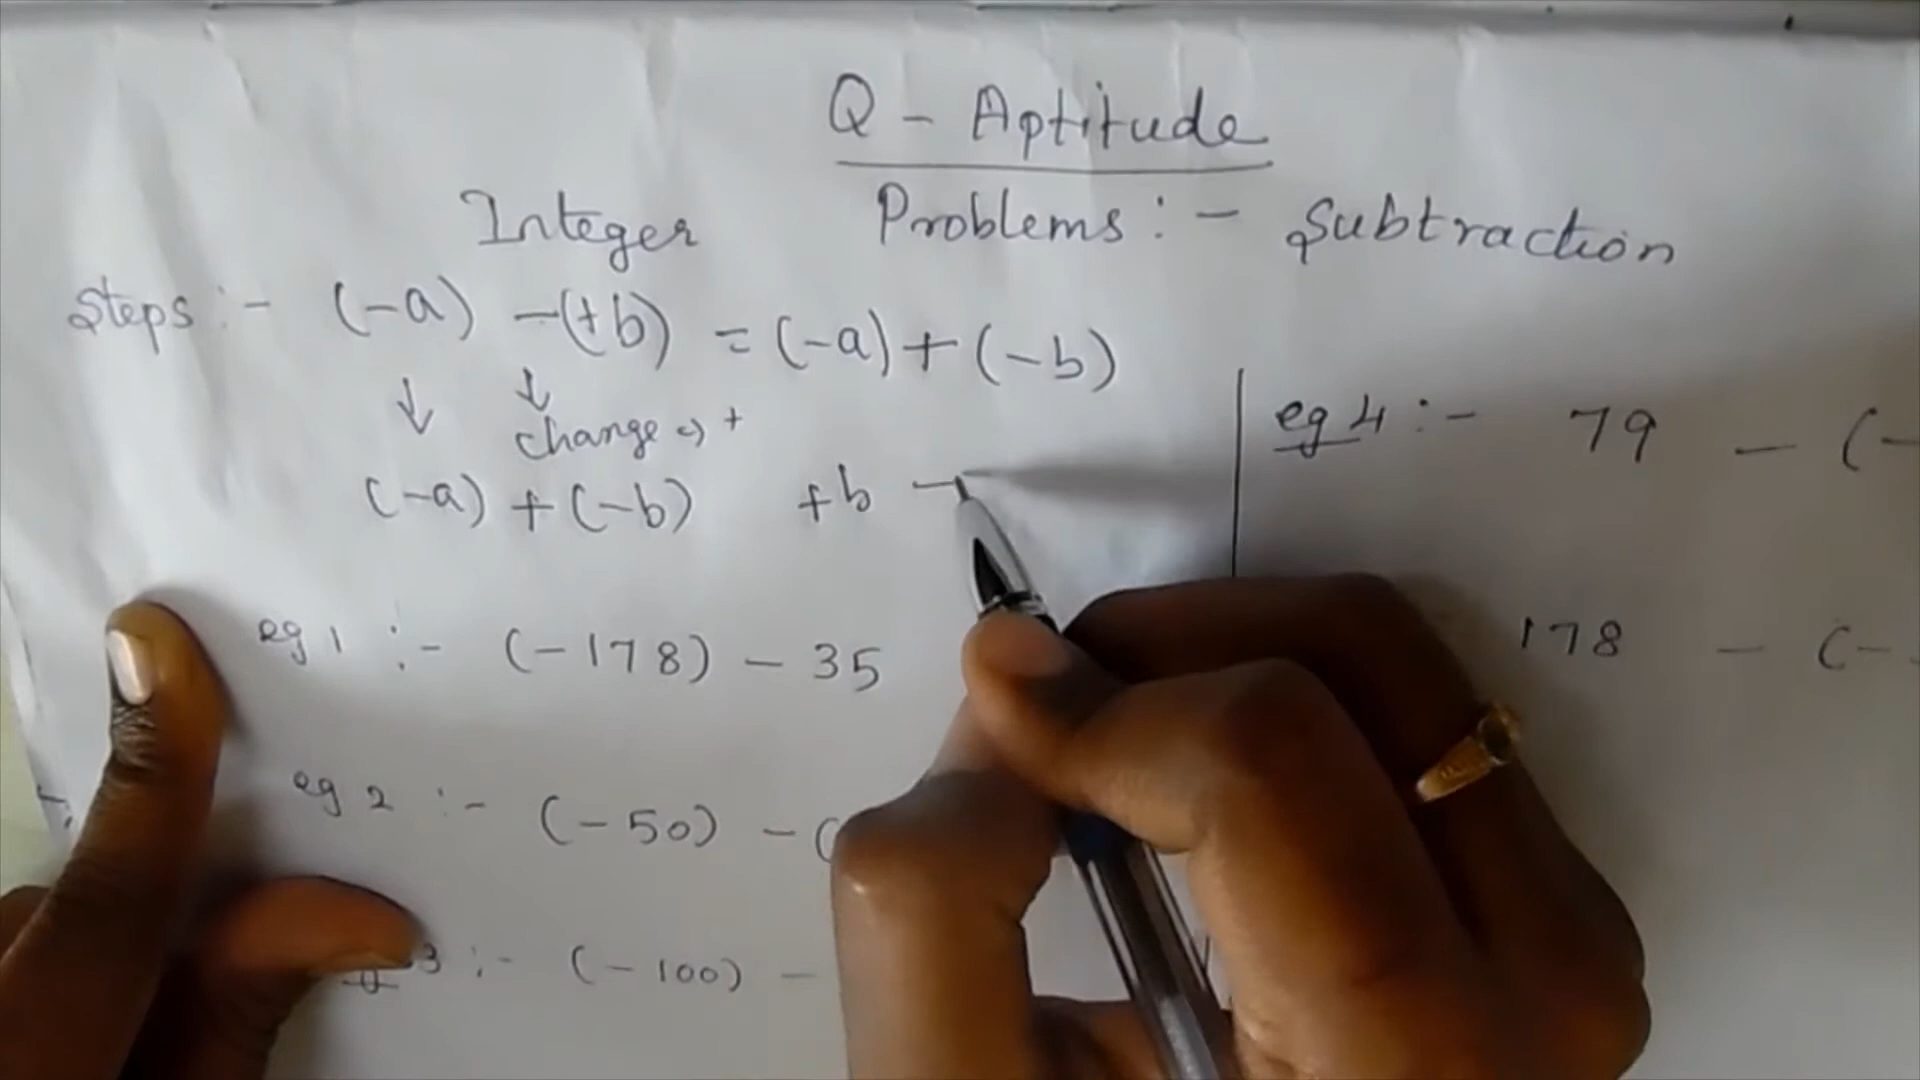 Q - Aptitude
Integer Problems :- Subtraction
Steps :- (-a) -(+b) = (-a)+(-b)
↓ ↓
change => +
(-a) + (-b) +b -
eg 1 :- (-178) - 35
eg 2 :- (-50) - (
3 :- (-100) -
eg 4 :- 79 - (-
178 - (-